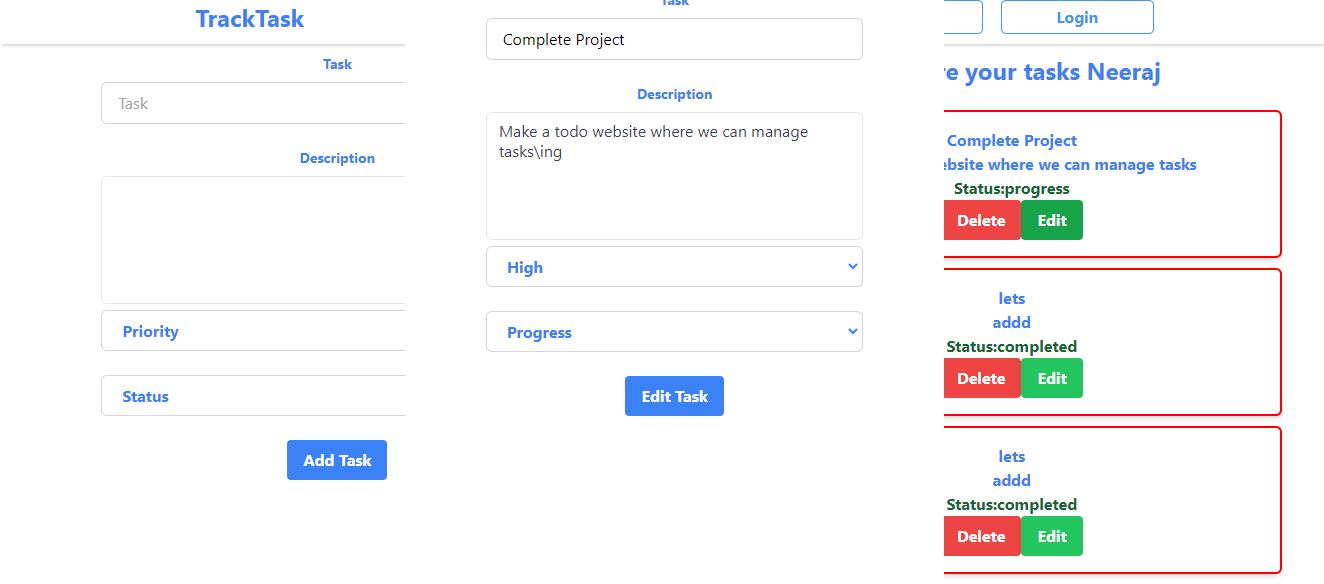 TrackTask
Task
Task
Description
Priority
Status
Add Task
Task
Complete Project
Description
Make a todo website where we can manage
tasks\ing
High
Progress
Edit Task
Login
re your tasks Neeraj
Complete Project
ebsite where we can manage tasks
Status:progress
Delete Edit
lets
addd
Status:completed
Delete Edit
lets
addd
Status:completed
Delete Edit